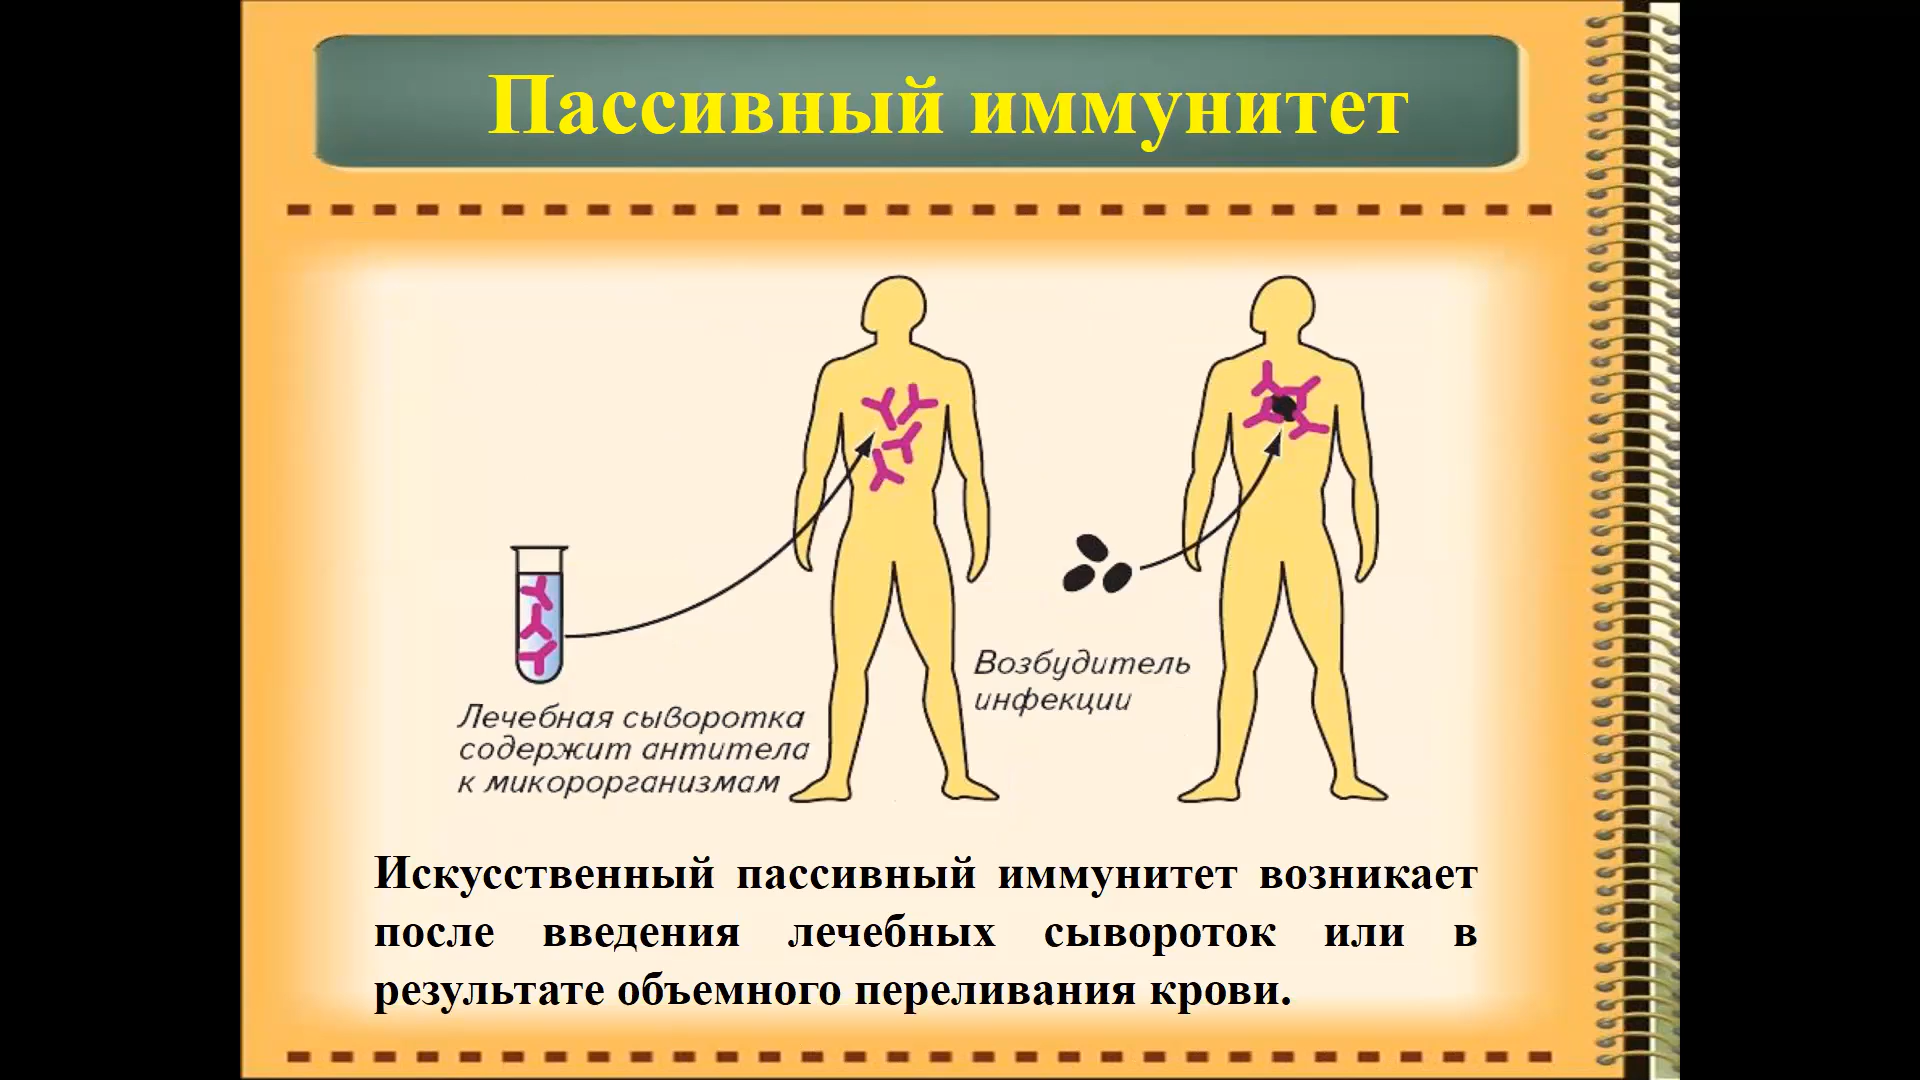 Пассивный иммунитет
Возбудитель
инфекции
Лечебная сыворотка
содержит антитела
к микорорганизмам
Искусственный пассивный иммунитет возникает
после введения лечебных сывороток или в
результате объемного переливания крови.